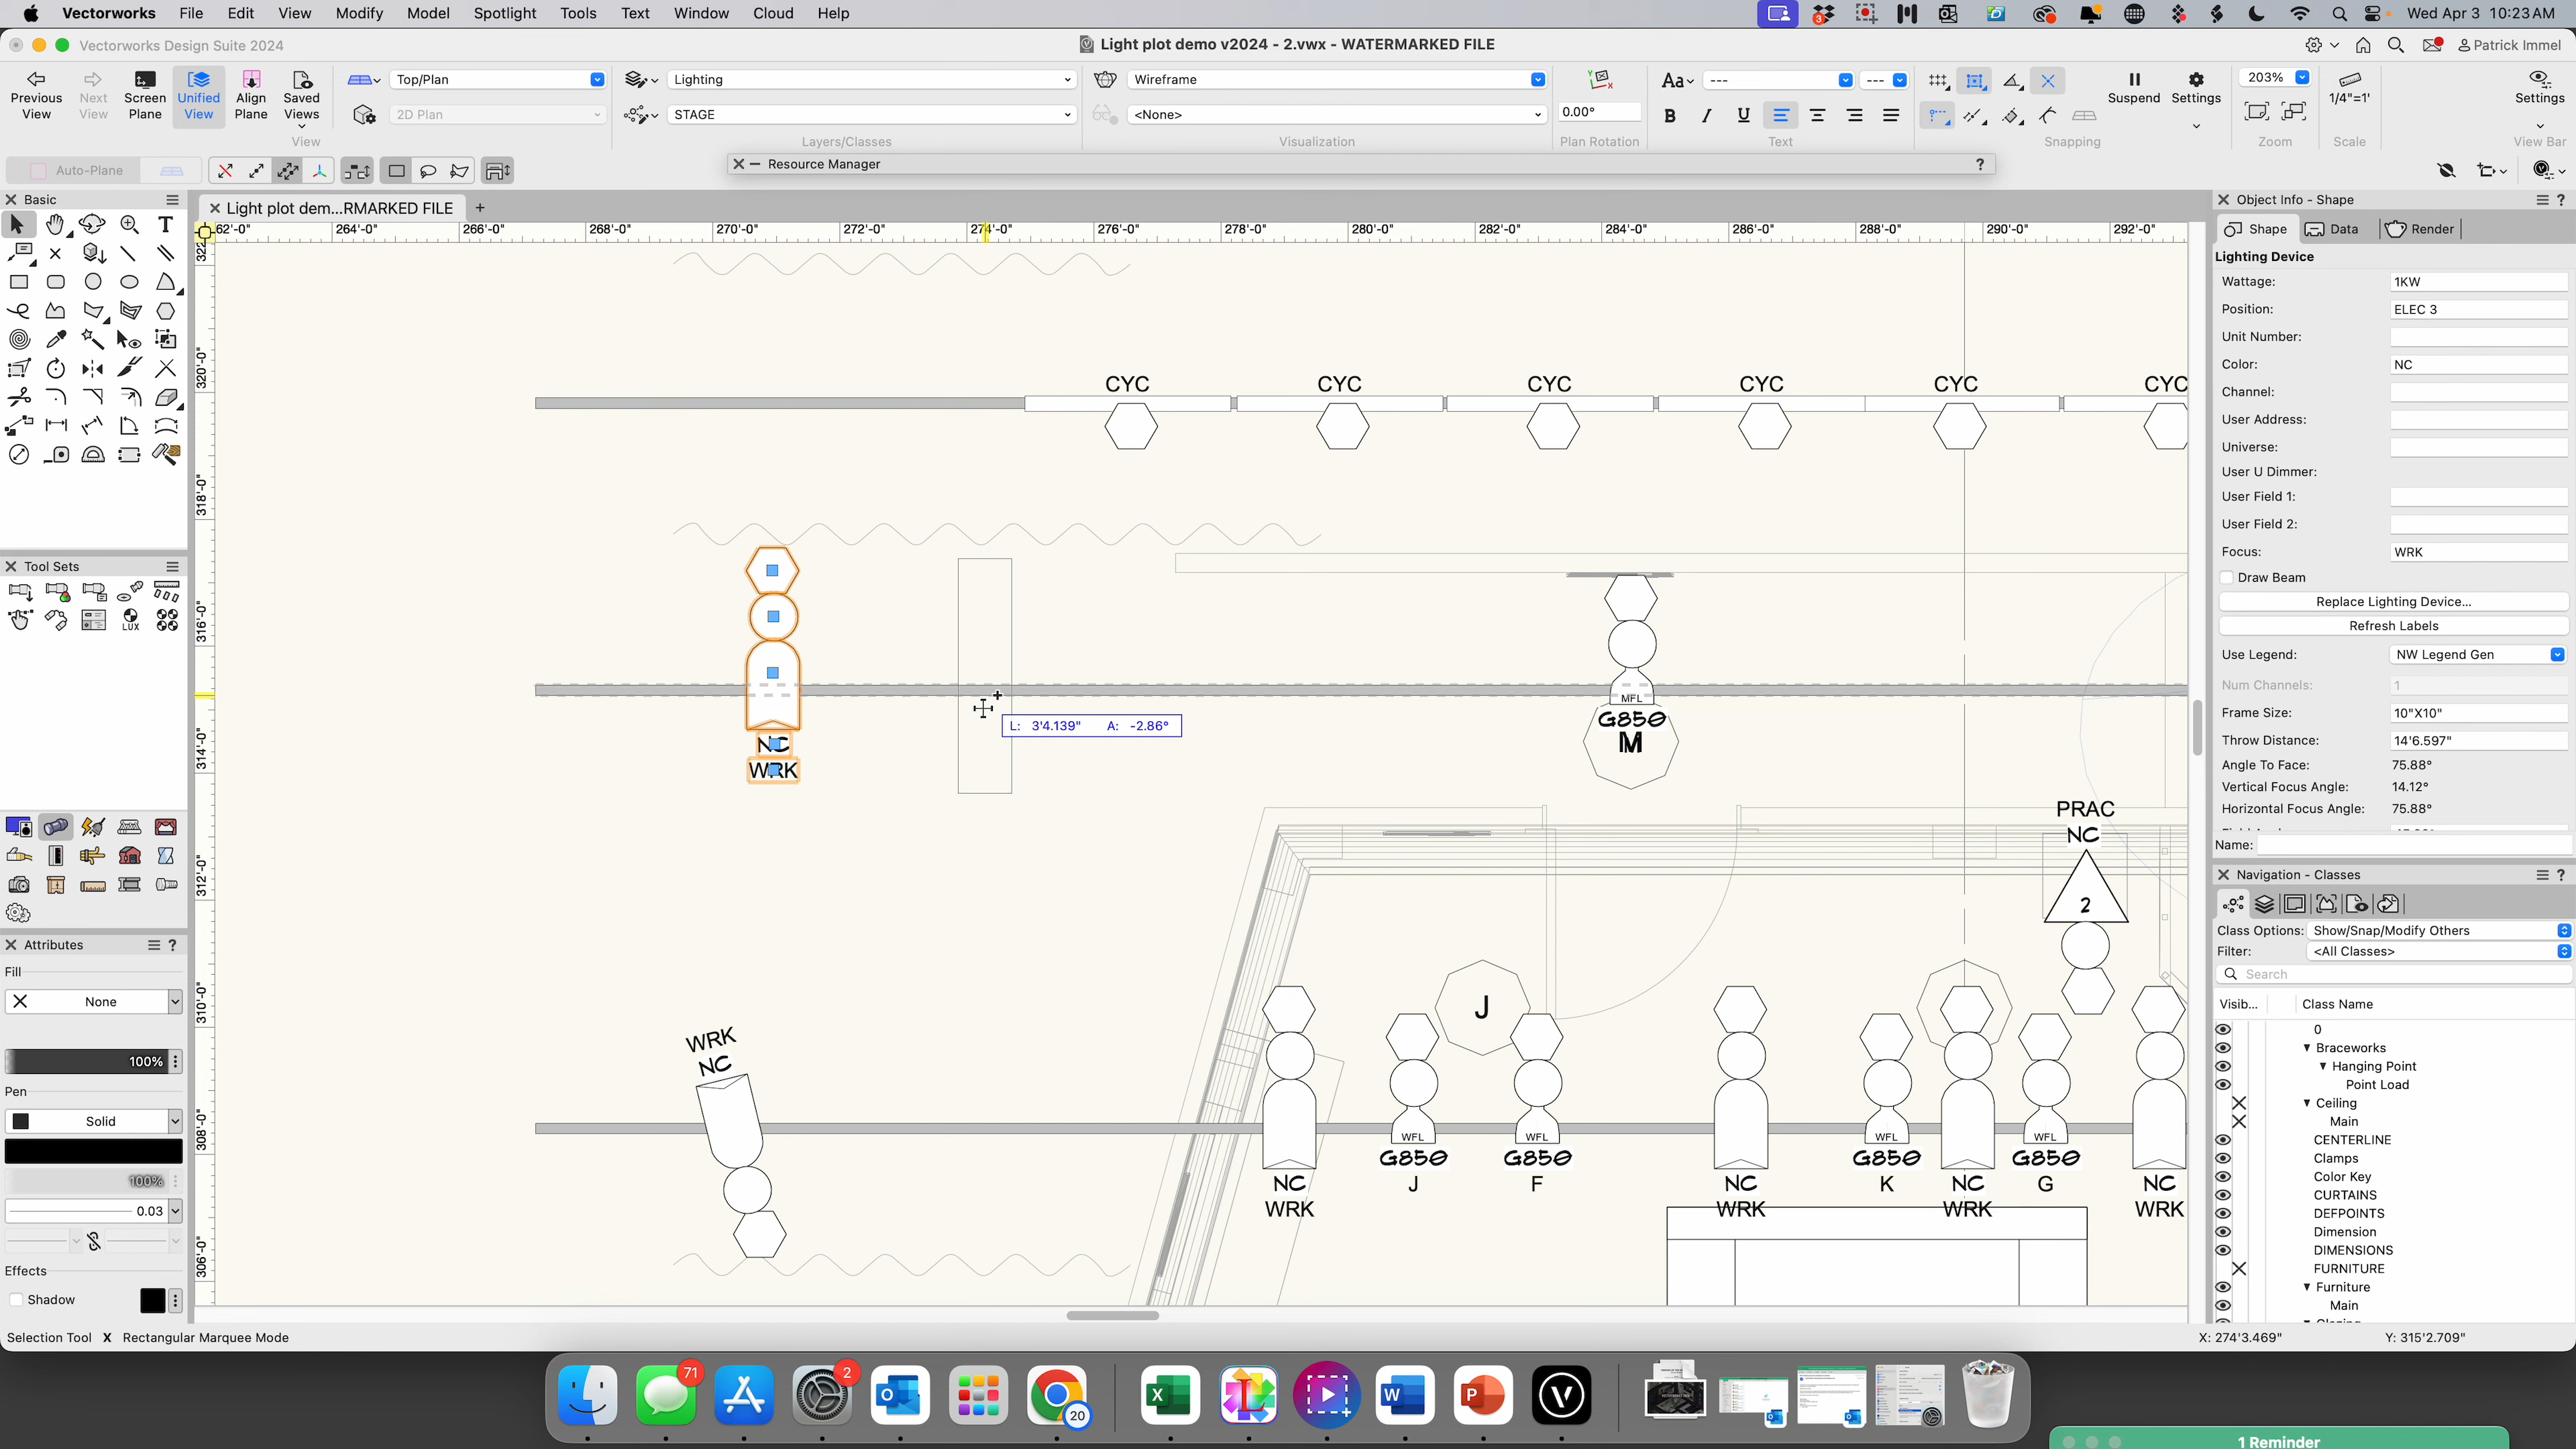 Vectorworks File Edit View Modify Model Spotlight Tools Text Window Cloud Help
3
Wed Apr 3 10:23 AM
Vectorworks Design Suite 2024
Light plot demo v2024 - 2.vwx - WATERMARKED FILE
Patrick Immel
Previous View
Next View
Screen Plane
Unified View
Align Plane
Saved Views
Top/Plan
2D Plan
View
Lighting
STAGE
Layers/Classes
Wireframe
<None>
Visualization
0.00°
Plan Rotation
Aa
---
---
B I U
Text
Snapping
Suspend
Settings
203%
Zoom
1/4"=1'
Scale
Settings
View Bar
Auto-Plane
Resource Manager
?
Basic
Light plot dem...RMARKED FILE
Object Info - Shape
?
62'-0" 264'-0" 266'-0" 268'-0" 270'-0" 272'-0" 274'-0" 276'-0" 278'-0" 280'-0" 282'-0" 284'-0" 286'-0" 288'-0" 290'-0" 292'-0"
Shape Data Render
Lighting Device
Wattage: 1KW
Position: ELEC 3
Unit Number:
Color: NC
Channel:
User Address:
Universe:
User U Dimmer:
User Field 1:
User Field 2:
Focus: WRK
Draw Beam
Replace Lighting Device...
Refresh Labels
Use Legend: NW Legend Gen
Num Channels: 1
Frame Size: 10"X10"
Throw Distance: 14'6.597"
Angle To Face: 75.88°
Vertical Focus Angle: 14.12°
Horizontal Focus Angle: 75.88°
Name:
Tool Sets
LUX
322
320'-0"
318'-0"
316'-0"
314'-0"
312'-0"
310'-0"
308'-0"
306'-0"
CYC CYC CYC CYC CYC CYC
NC
WRK
L: 3'4.139" A: -2.86°
MFL
G850
M
PRAC
NC
2
J
WRK
NC
WFL WFL WFL WFL
G850 G850 G850 G850
NC J F NC K NC G NC
WRK WRK WRK WRK
Navigation - Classes
?
Class Options: Show/Snap/Modify Others
Filter: <All Classes>
Search
Visib... Class Name
0
Braceworks
Hanging Point
Point Load
Ceiling
Main
CENTERLINE
Clamps
Color Key
CURTAINS
DEFPOINTS
Dimension
DIMENSIONS
FURNITURE
Furniture
Main
Attributes
?
Fill
None
100%
Pen
Solid
100%
0.03
Effects
Shadow
Selection Tool X Rectangular Marquee Mode
X: 274'3.469" Y: 315'2.709"
71
2
20
1 Reminder